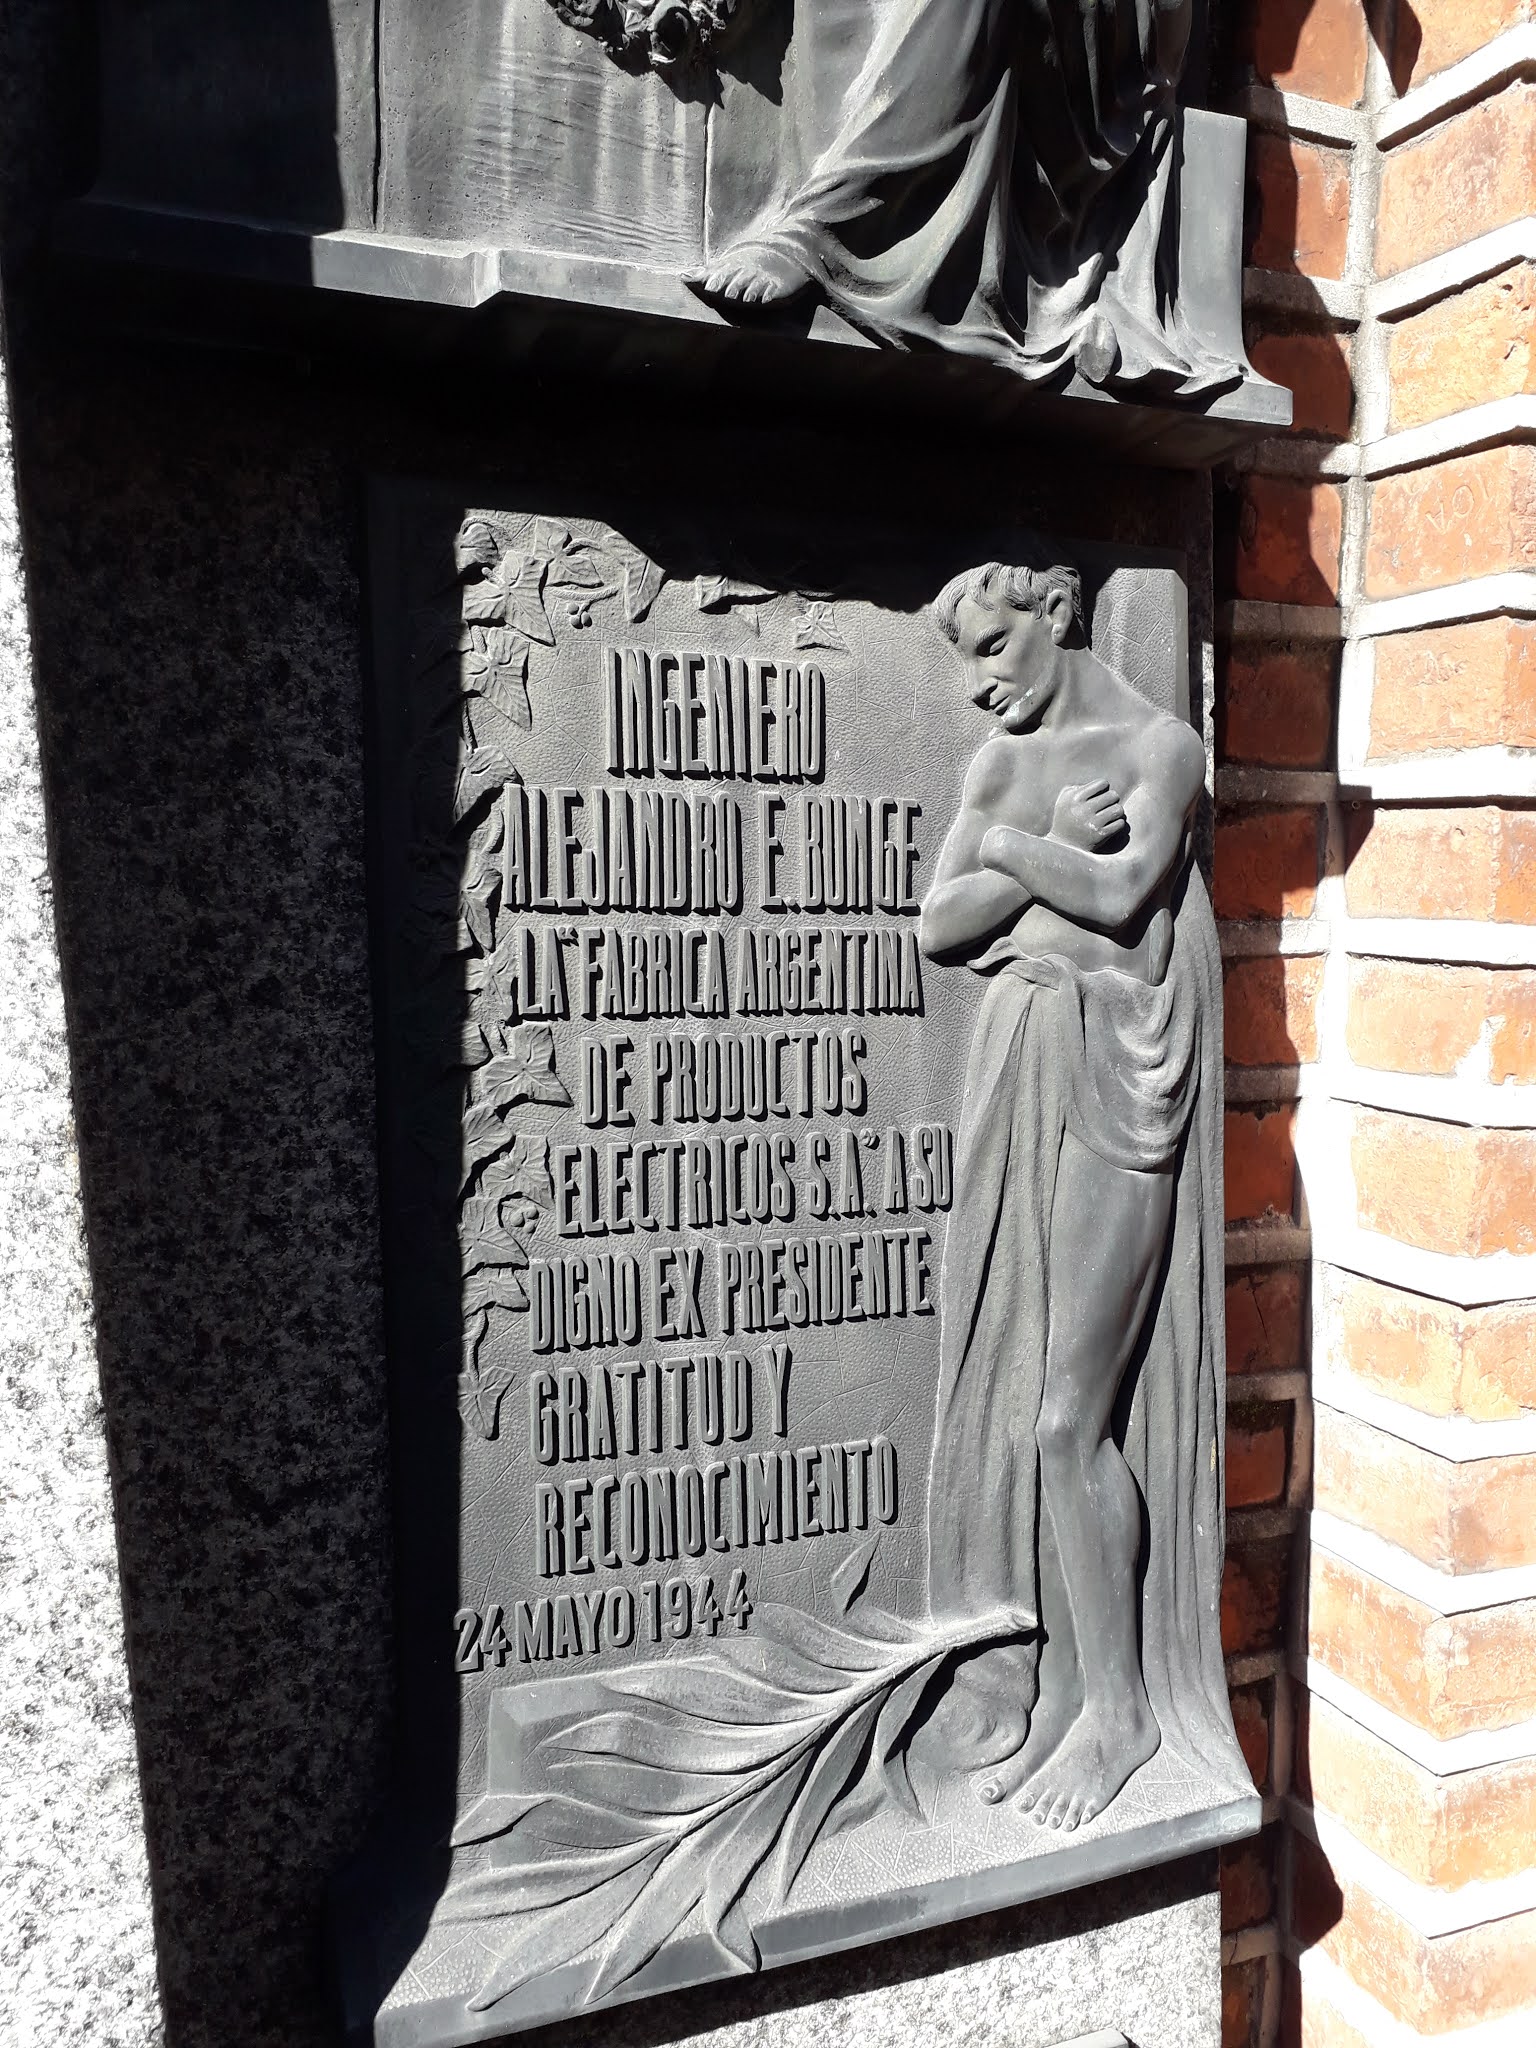 INGENIERO
ALEJANDRO E. BUNGE
LA "FABRICA ARGENTINA
DE PRODUCTOS
ELECTRICOS S.A." A SU
DIGNO EX PRESIDENTE
GRATITUD Y
RECONOCIMIENTO
24 MAYO 1944